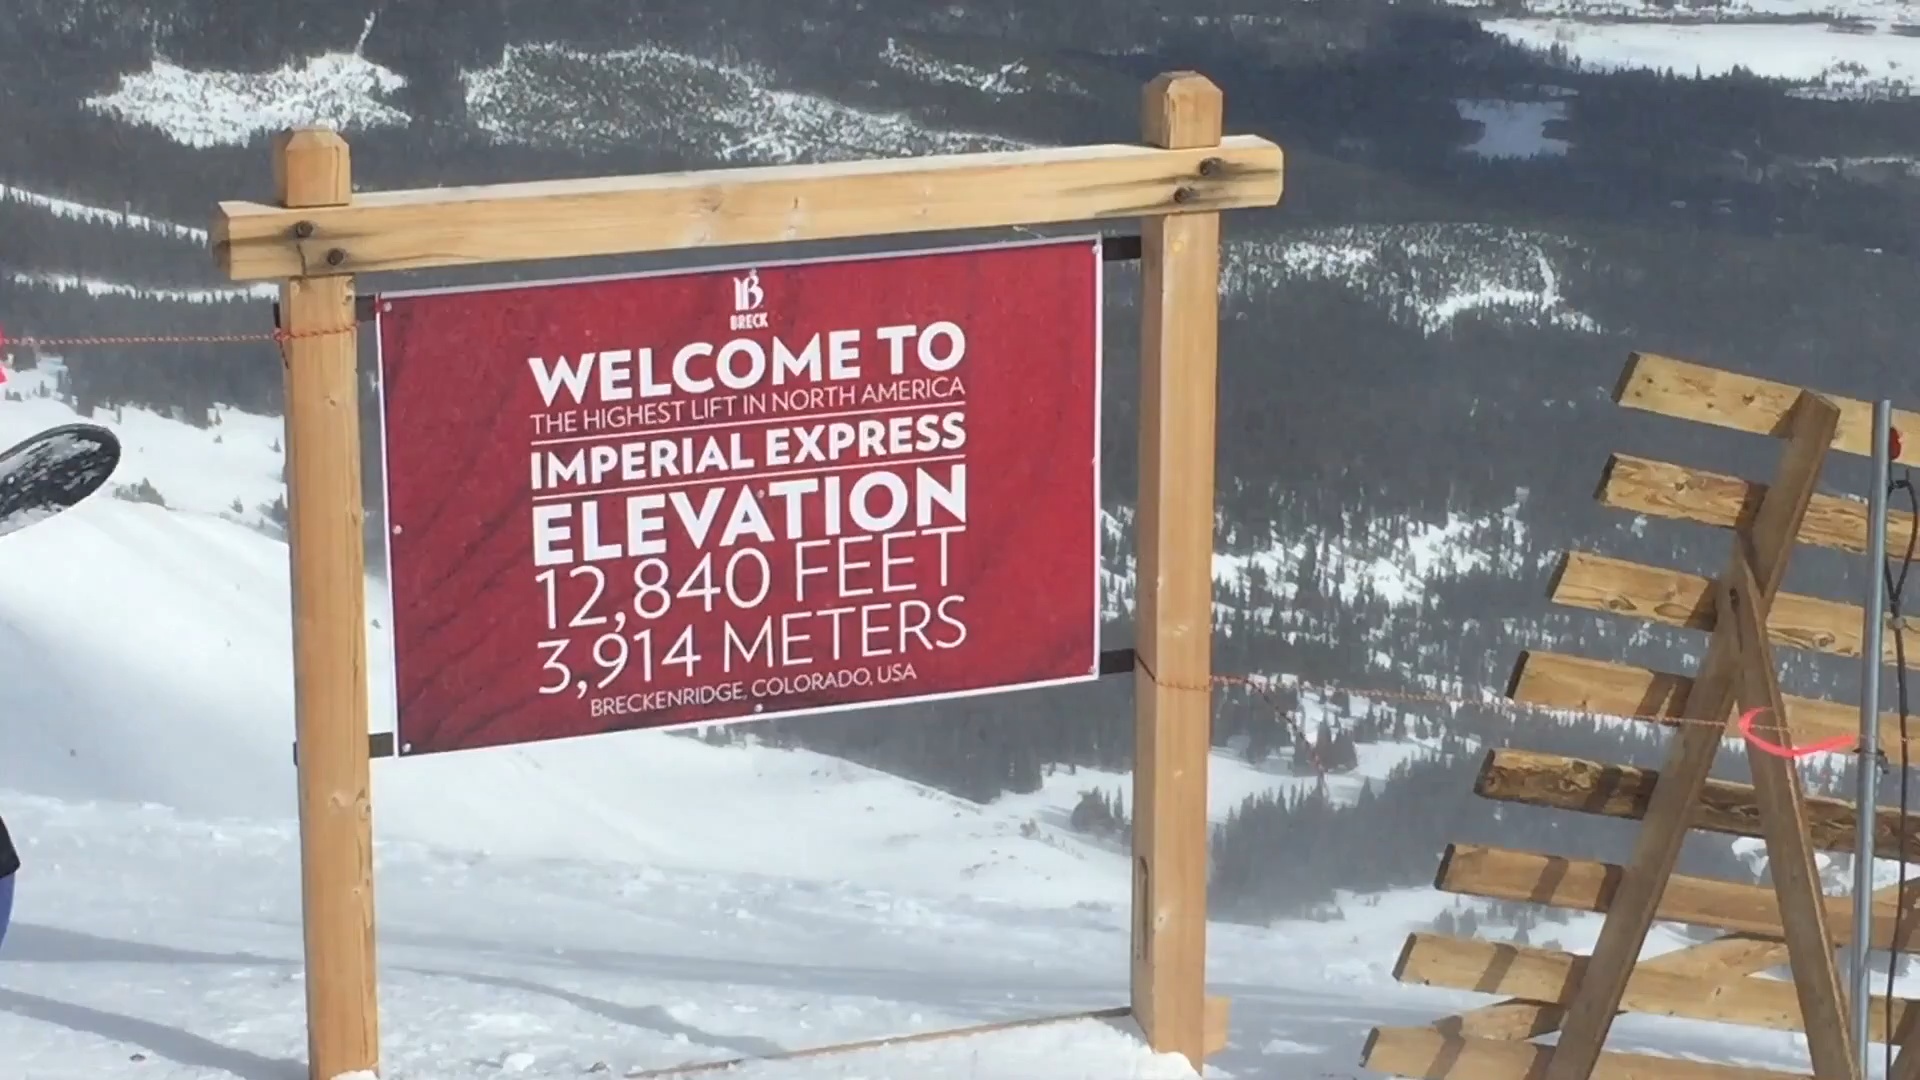 BRECK
WELCOME TO
THE HIGHEST LIFT IN NORTH AMERICA
IMPERIAL EXPRESS
ELEVATION
12,840 FEET
3,914 METERS
BRECKENRIDGE, COLORADO, USA